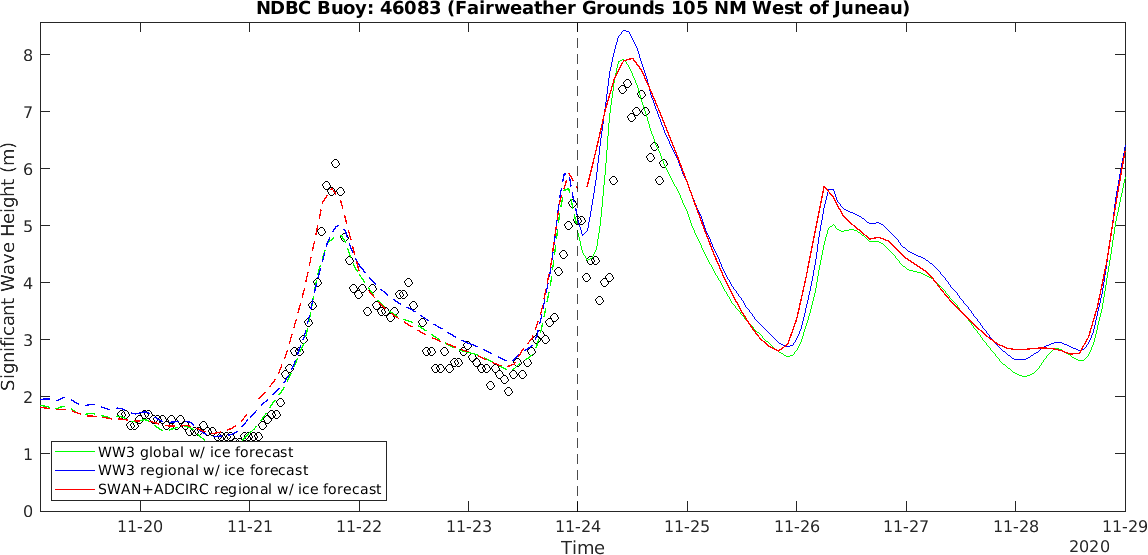 NDBC Buoy: 46083 (Fairweather Grounds 105 NM West of Juneau)
Significant Wave Height (m)
8
7
6
5
4
3
2
1
0
WW3 global w/ ice forecast
WW3 regional w/ ice forecast
SWAN+ADCIRC regional w/ ice forecast
11-20 11-21 11-22 11-23 11-24 11-25 11-26 11-27 11-28 11-29
Time
2020